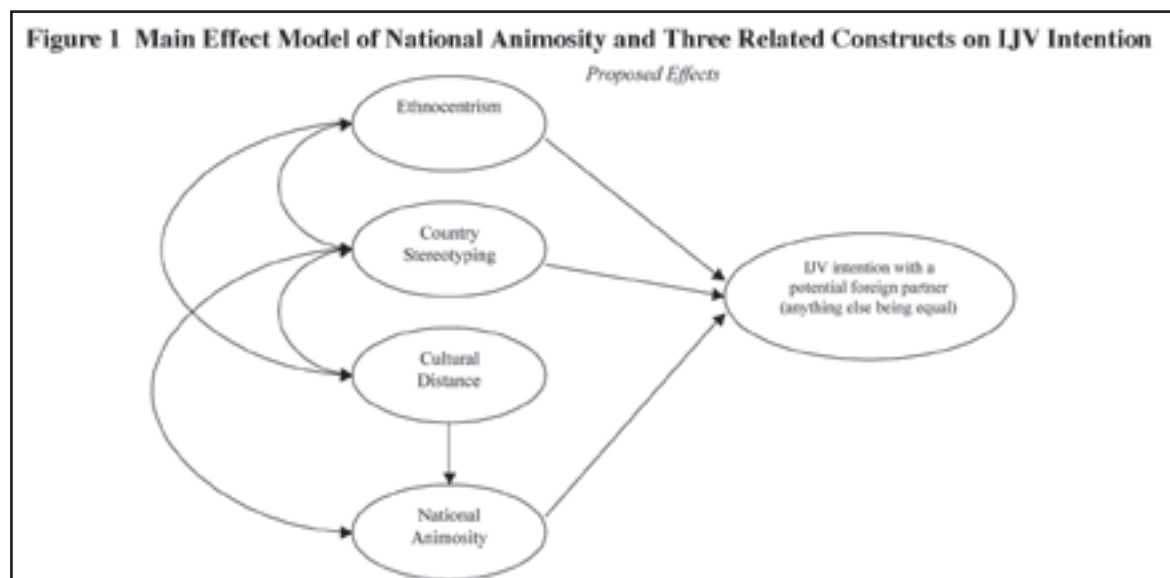 Figure 1 Main Effect Model of National Animosity and Three Related Constructs on IJV Intention
Proposed Effects
Ethnocentrism
Country
Stereotyping
IJV intention with a
potential foreign partner
(anything else being equal)
Cultural
Distance
National
Animosity